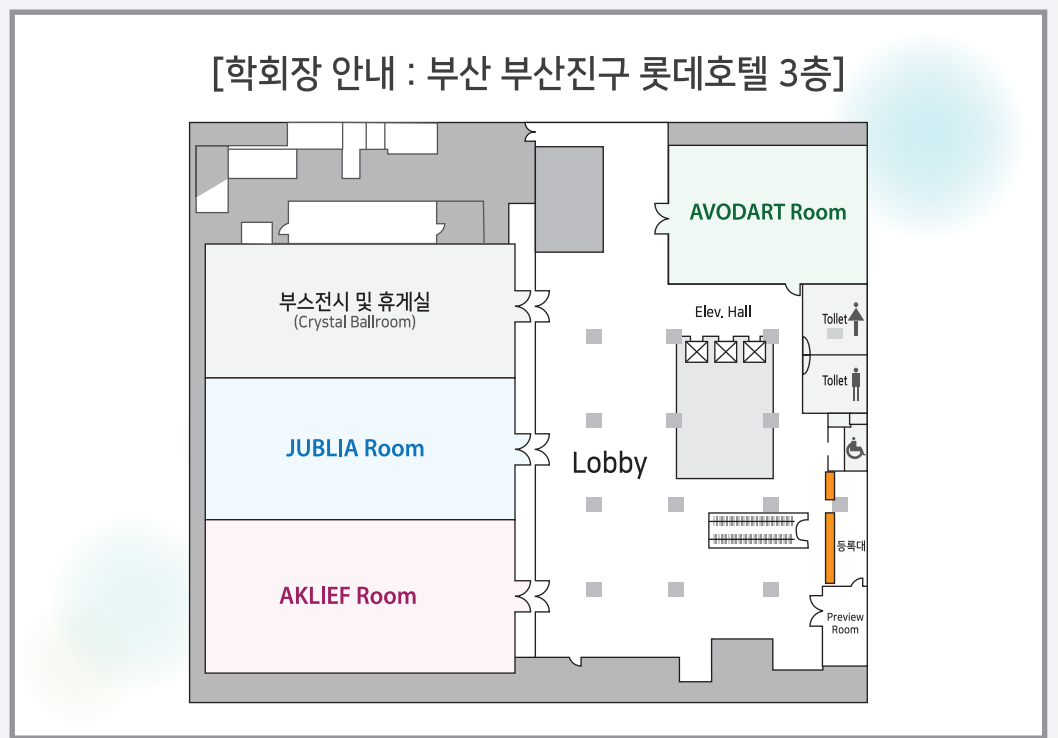 [학회장 안내 : 부산 부산진구 롯데호텔 3층]
AVODART Room
부스전시 및 휴게실
(Crystal Ballroom)
Elev. Hall
Tollet
Tollet
JUBLIA Room
Lobby
등록대
AKLIEF Room
Preview
Room